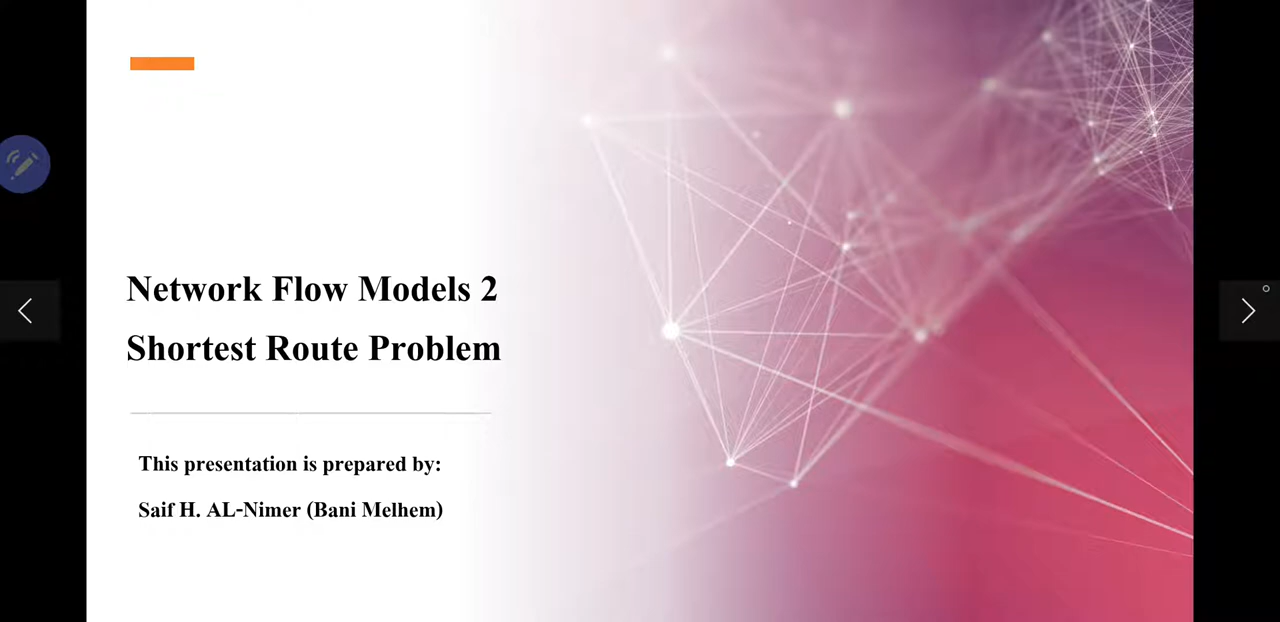 Network Flow Models 2
Shortest Route Problem
This presentation is prepared by:
Saif H. AL-Nimer (Bani Melhem)